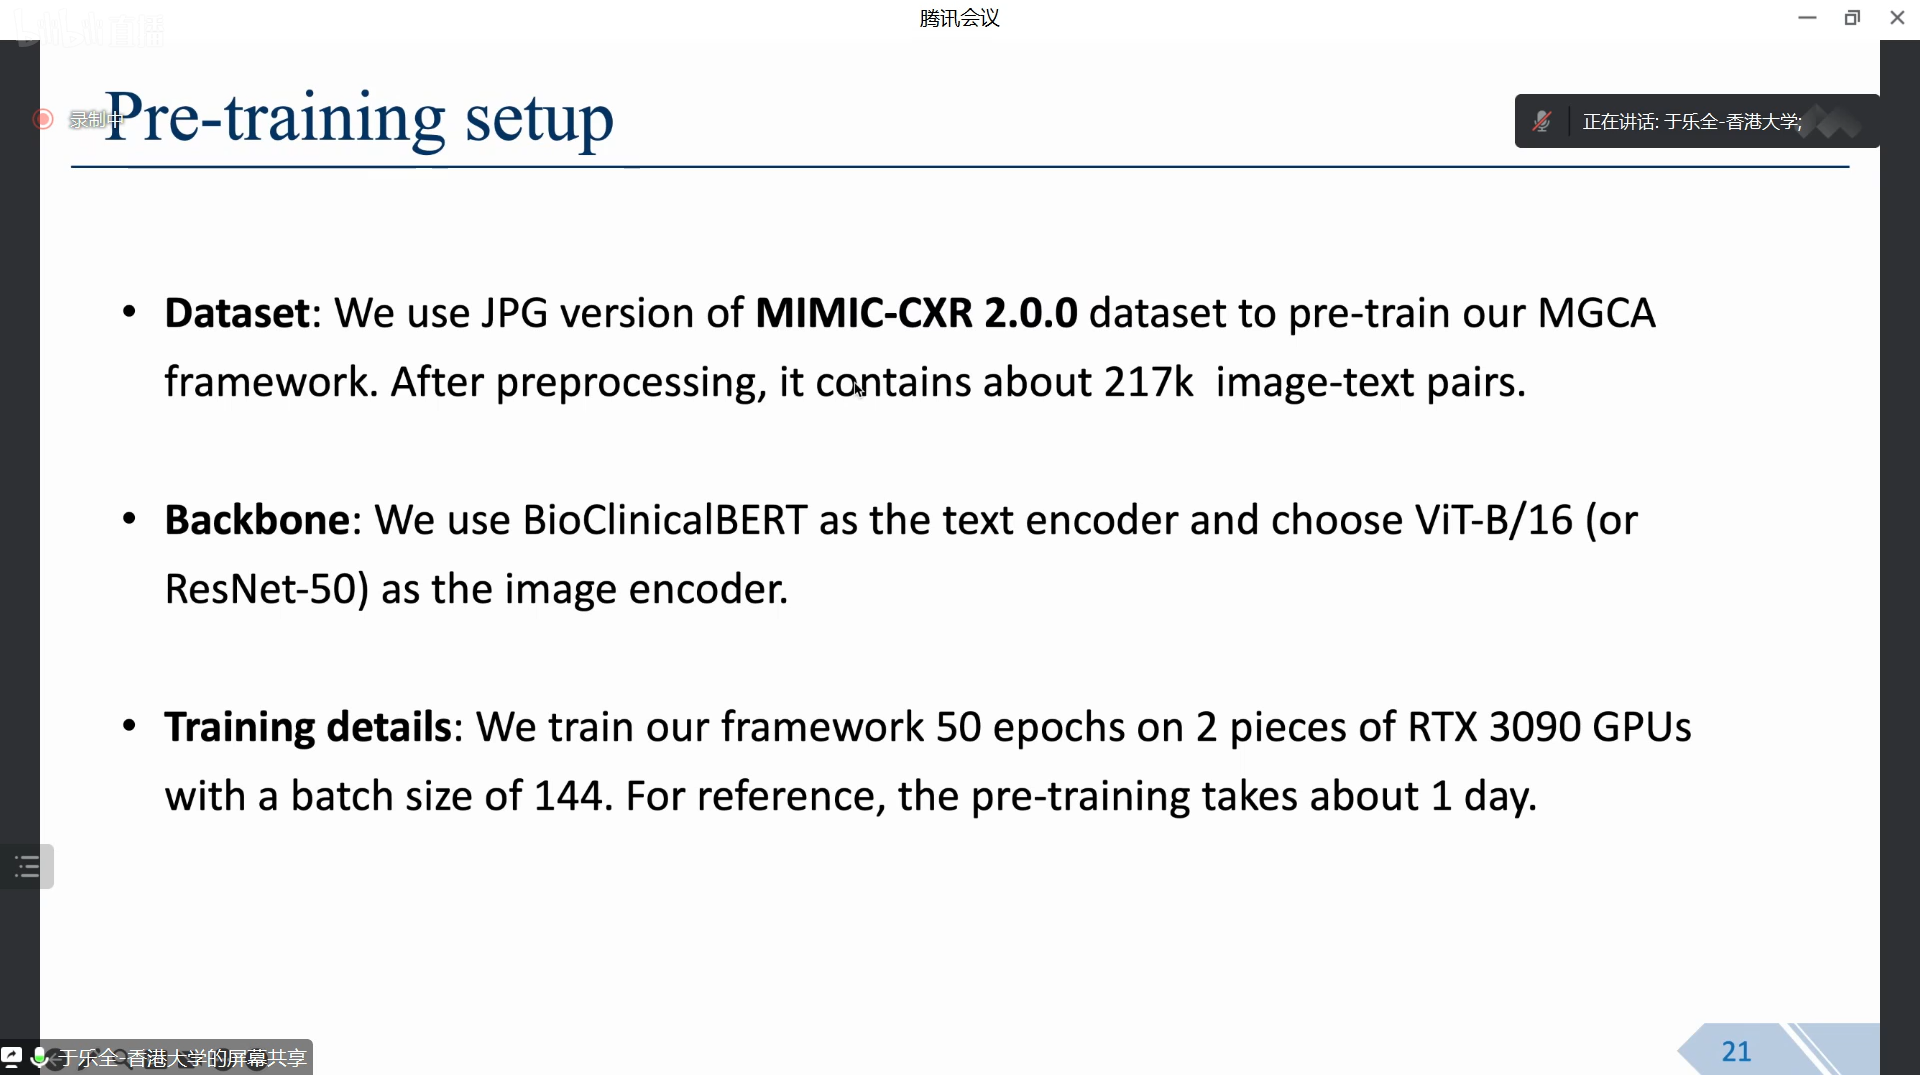 腾讯会议
直播
Pre-training setup
录制中
正在讲话: 于乐全-香港大学;
• Dataset: We use JPG version of MIMIC-CXR 2.0.0 dataset to pre-train our MGCA
framework. After preprocessing, it contains about 217k image-text pairs.
• Backbone: We use BioClinicalBERT as the text encoder and choose ViT-B/16 (or
ResNet-50) as the image encoder.
• Training details: We train our framework 50 epochs on 2 pieces of RTX 3090 GPUs
with a batch size of 144. For reference, the pre-training takes about 1 day.
于乐全-香港大学的屏幕共享
21